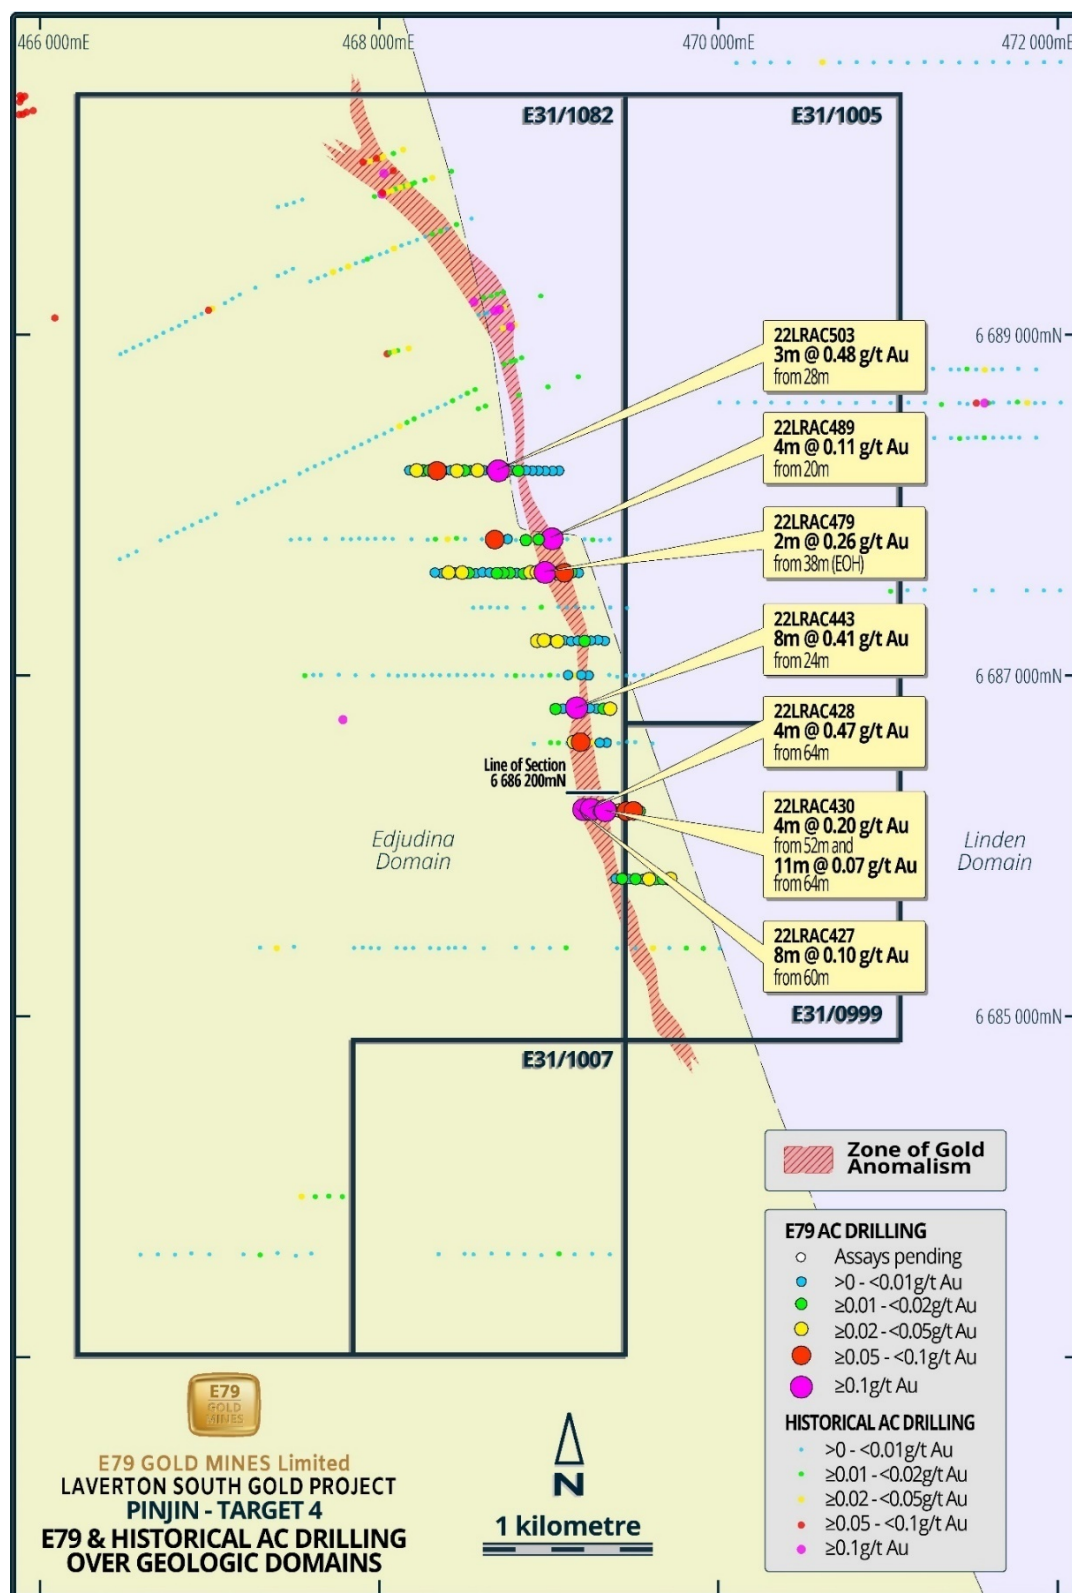 466 000mE
468 000mE
470 000mE
472 000mE
E31/1082
E31/1005
6 689 000mN
22LRAC503
3m @ 0.48 g/t Au
from 28m
22LRAC489
4m @ 0.11 g/t Au
from 20m
22LRAC479
2m @ 0.26 g/t Au
from 38m (EOH)
22LRAC443
8m @ 0.41 g/t Au
from 24m
6 687 000mN
22LRAC428
4m @ 0.47 g/t Au
from 64m
Line of Section
6 686 200mN
22LRAC430
4m @ 0.20 g/t Au
from 52m and
11m @ 0.07 g/t Au
from 64m
Edjudina
Domain
Linden
Domain
22LRAC427
8m @ 0.10 g/t Au
from 60m
E31/0999
6 685 000mN
E31/1007
Zone of Gold
Anomalism
E79 AC DRILLING
Assays pending
>0 - <0.01g/t Au
≥0.01 - <0.02g/t Au
≥0.02 - <0.05g/t Au
≥0.05 - <0.1g/t Au
≥0.1g/t Au
HISTORICAL AC DRILLING
>0 - <0.01g/t Au
≥0.01 - <0.02g/t Au
≥0.02 - <0.05g/t Au
≥0.05 - <0.1g/t Au
≥0.1g/t Au
E79
GOLD
MINES
E79 GOLD MINES Limited
LAVERTON SOUTH GOLD PROJECT
PINJIN - TARGET 4
E79 & HISTORICAL AC DRILLING
OVER GEOLOGIC DOMAINS
N
1 kilometre